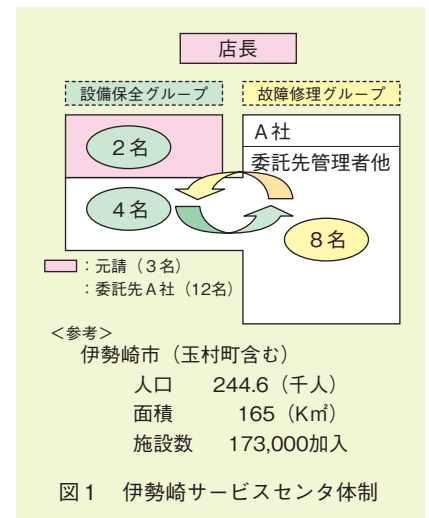 店長
設備保全グループ
故障修理グループ
2名
4名
A社
委託先管理者他
8名
：元請（3名）
：委託先A社（12名）
＜参考＞
伊勢崎市（玉村町含む）
人口 244.6（千人）
面積 165（K㎡）
施設数 173,000加入
図1 伊勢崎サービスセンタ体制